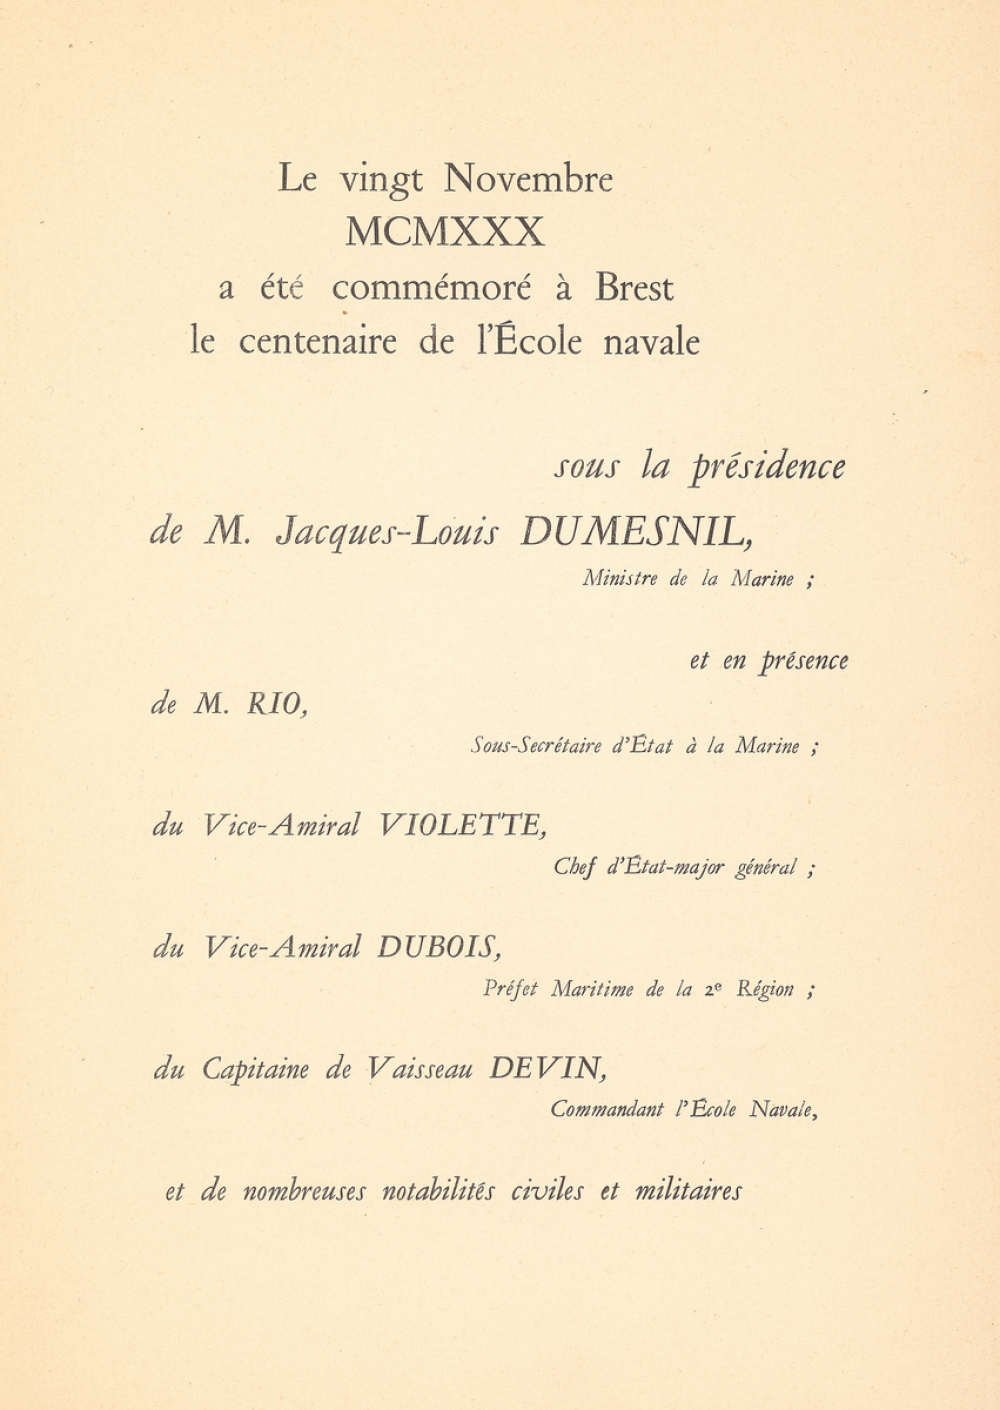 Le vingt Novembre
MCMXXX
a été commémoré à Brest
le centenaire de l'École navale
sous la présidence
de M. Jacques-Louis DUMESNIL,
Ministre de la Marine ;
et en présence
de M. RIO,
Sous-Secrétaire d'État à la Marine ;
du Vice-Amiral VIOLETTE,
Chef d'État-major général ;
du Vice-Amiral DUBOIS,
Préfet Maritime de la 2e Région ;
du Capitaine de Vaisseau DEVIN,
Commandant l'École Navale,
et de nombreuses notabilités civiles et militaires